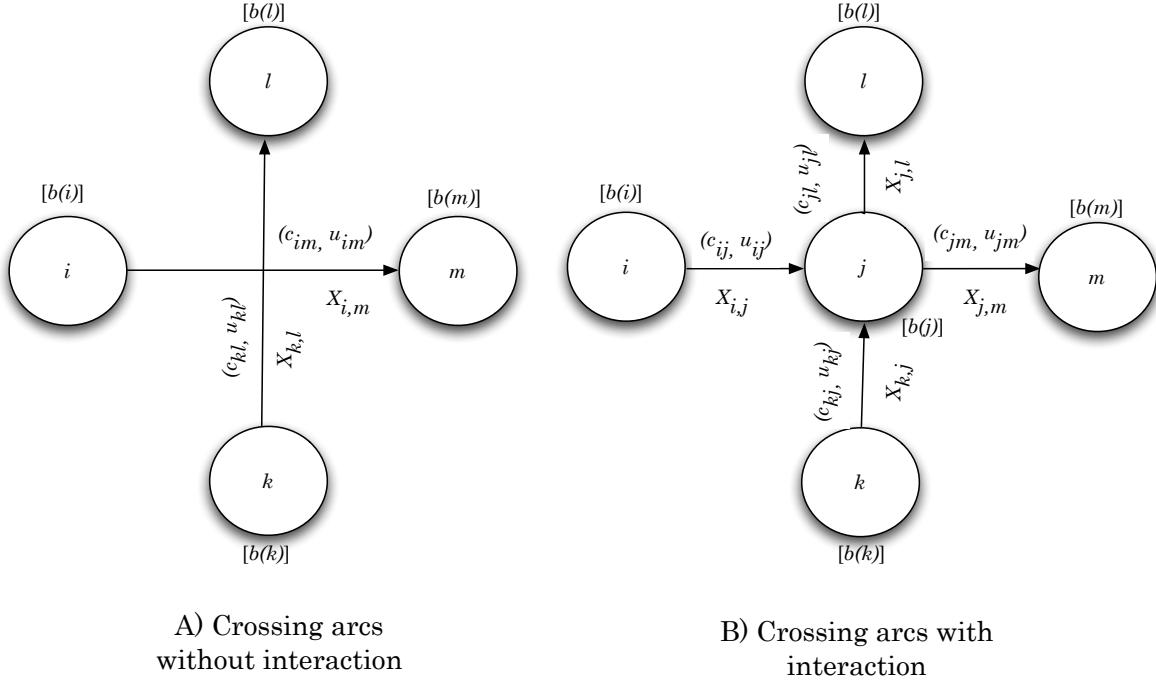 [b(l)]
l
[b(i)]
i
(c_im, u_im)
X_i,m
[b(m)]
m
(c_kl, u_kl)
X_k,l
k
[b(k)]
A) Crossing arcs
without interaction
[b(l)]
l
(c_jl, u_jl)
X_j,l
[b(i)]
i
(c_ij, u_ij)
X_i,j
j
[b(j)]
(c_jm, u_jm)
X_j,m
[b(m)]
m
(c_kj, u_kj)
X_k,j
k
[b(k)]
B) Crossing arcs with
interaction